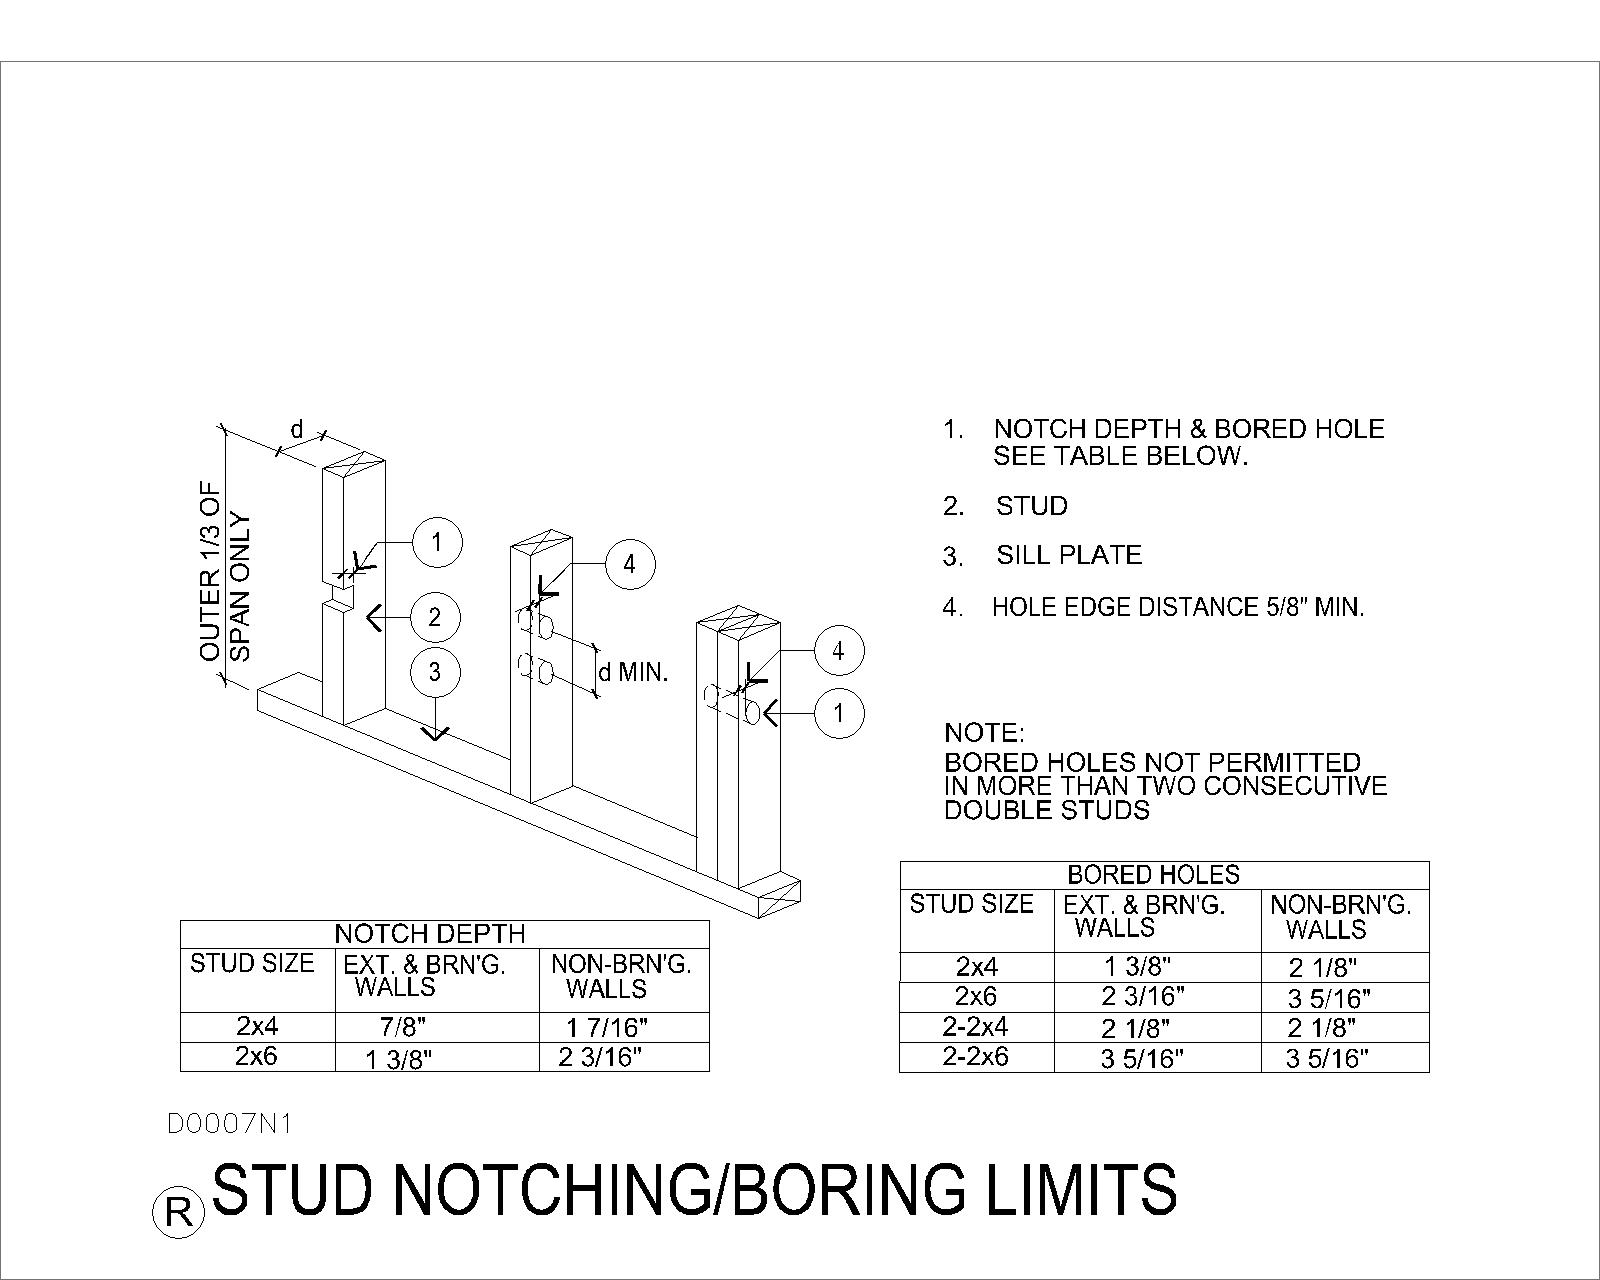 d
OUTER 1/3 OF
SPAN ONLY
1
2
3
4
d MIN.
4
1
1. NOTCH DEPTH & BORED HOLE
SEE TABLE BELOW.
2. STUD
3. SILL PLATE
4. HOLE EDGE DISTANCE 5/8" MIN.
NOTE:
BORED HOLES NOT PERMITTED
IN MORE THAN TWO CONSECUTIVE
DOUBLE STUDS
NOTCH DEPTH
STUD SIZE EXT. & BRN'G. NON-BRN'G.
WALLS WALLS
2x4 7/8" 1 7/16"
2x6 1 3/8" 2 3/16"
BORED HOLES
STUD SIZE EXT. & BRN'G. NON-BRN'G.
WALLS WALLS
2x4 1 3/8" 2 1/8"
2x6 2 3/16" 3 5/16"
2-2x4 2 1/8" 2 1/8"
2-2x6 3 5/16" 3 5/16"
D0007N1
R STUD NOTCHING/BORING LIMITS